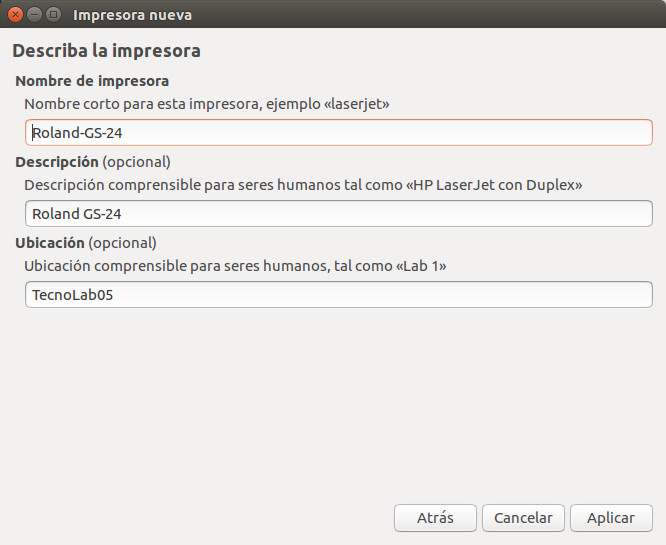 Impresora nueva
Describa la impresora
Nombre de impresora
Nombre corto para esta impresora, ejemplo «laserjet»
Roland-GS-24
Descripción (opcional)
Descripción comprensible para seres humanos tal como «HP LaserJet con Duplex»
Roland GS-24
Ubicación (opcional)
Ubicación comprensible para seres humanos, tal como «Lab 1»
TecnoLab05
Atrás Cancelar Aplicar